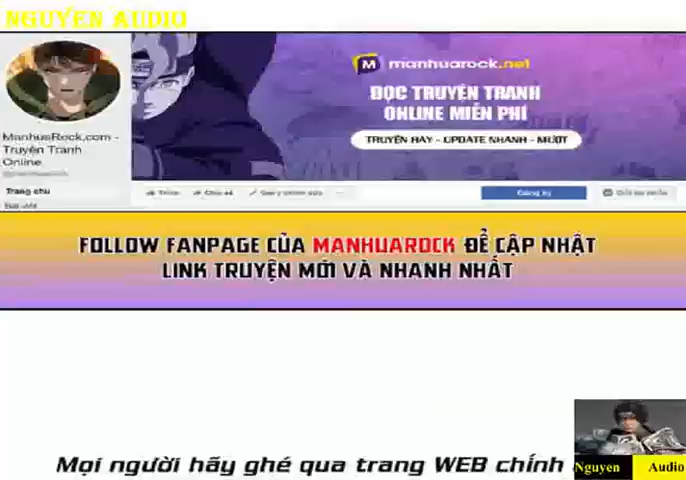 NGUYEN AUDIO
manhuarock.net
ĐỌC TRUYỆN TRANH
ONLINE MIỄN PHÍ
TRUYỆN HAY - UPDATE NHANH - MƯỢT
ManhuaRock.com -
Truyện Tranh
Online
Trang chủ
Đăng ký
FOLLOW FANPAGE CỦA MANHUAROCK ĐỂ CẬP NHẬT
LINK TRUYỆN MỚI VÀ NHANH NHẤT
Mọi người hãy ghé qua trang WEB chính
Nguyen Audio